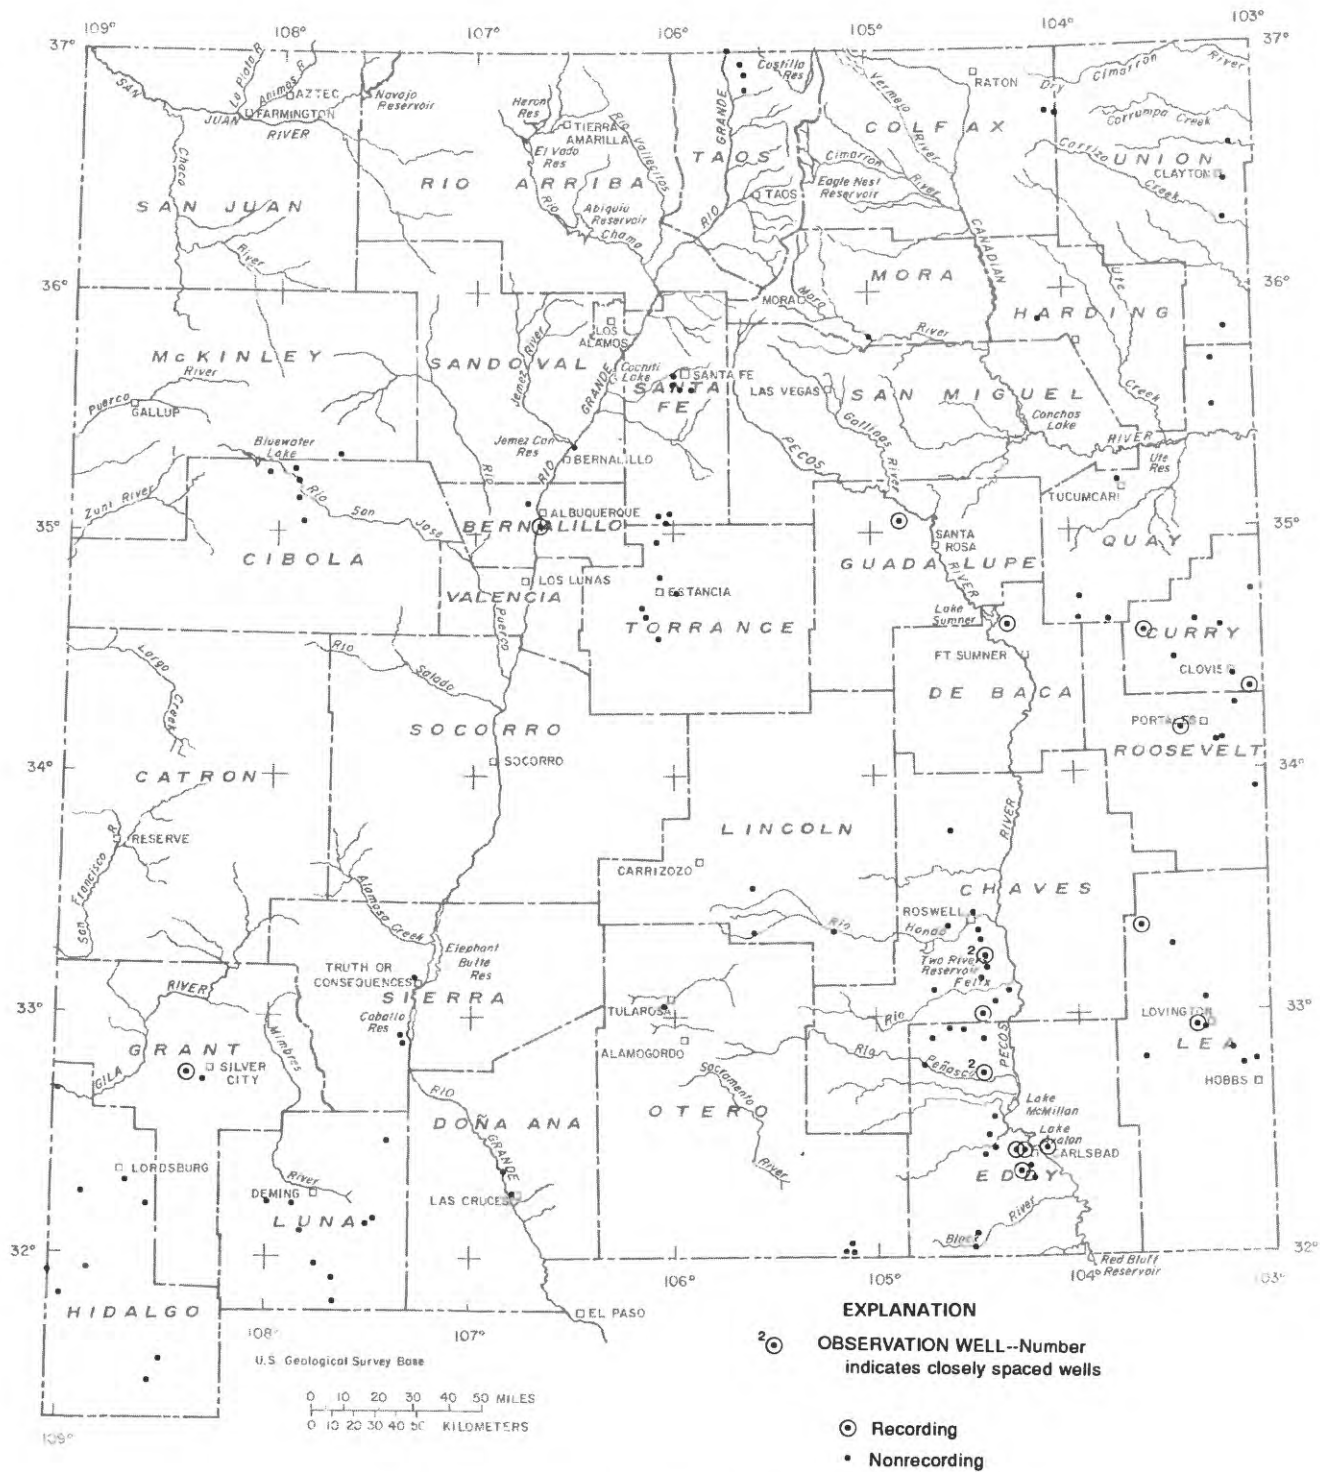 109°
108°
107°
106°
105°
104°
103°
37°
37°
SAN
JUAN
RIVER
La Plata R
Animas R
AZTEC
FARMINGTON
Navajo
Reservoir
Heron
Res
TIERRA
AMARILLA
El Vado
Res
Rio Vallecitos
RIO ARRIBA
GRANDE
TAOS
Costilla
Res
Vermejo
River
RATON
COLFAX
Dry
Cimarron
River
Corrumpa Creek
Carrizo
Creek
UNION
CLAYTON
Cimarron
River
Eagle Nest
Reservoir
TAOS
Chaco
River
SAN JUAN
Abiquiu
Reservoir
Rio
Chama
RIO
CANADIAN
36°
36°
MORA
MORA
Mora
River
Ute
Creek
HARDING
LOS
ALAMOS
Jemez River
Jemez
River
McKINLEY
SANDOVAL
Cochiti
Lake
SANTA FE
SANTA
FE
GRANDE
LAS VEGAS
SAN MIGUEL
Gallinas
River
Conchas
Lake
RIVER
Ute
Res
Puerco
River
GALLUP
Bluewater
Lake
Jemez Can
Res
BERNALILLO
RIO
PECOS
TUCUMCARI
Zuni River
Rio
San
Jose
Rio
35°
35°
ALBUQUERQUE
BERNALILLO
CIBOLA
LOS LUNAS
VALENCIA
Puerco
ESTANCIA
TORRANCE
SANTA
ROSA
GUADALUPE
RIVER
QUAY
Lake
Sumner
FT SUMNER
DE BACA
CURRY
CLOVIS
PORTALES
ROOSEVELT
Largo
Creek
Rio
Salado
SOCORRO
SOCORRO
34°
34°
CATRON
RESERVE
San Francisco R
LINCOLN
CARRIZOZO
RIVER
CHAVES
Alamosa Creek
Elephant
Butte
Res
TRUTH OR
CONSEQUENCES
SIERRA
Caballo
Res
ROSWELL
Rio
Hondo
2
Two Rivers
Reservoir
Felix
Rio
33°
33°
RIVER
GILA
GRANT
SILVER
CITY
Mimbres
River
TULAROSA
ALAMOGORDO
Sacramento
River
OTERO
Rio
Peñasco
2
PECOS
LOVINGTON
LEA
HOBBS
RIO
GRANDE
DOÑA ANA
LAS CRUCES
Lake
McMillan
Lake
Avalon
CARLSBAD
EDDY
Black
River
LORDSBURG
DEMING
LUNA
32°
32°
HIDALGO
Red Bluff
Reservoir
EL PASO
109°
108°
107°
106°
105°
104°
103°
U.S. Geological Survey Base
0 10 20 30 40 50 MILES
0 10 20 30 40 50 KILOMETERS
EXPLANATION
2 OBSERVATION WELL--Number
indicates closely spaced wells
Recording
Nonrecording